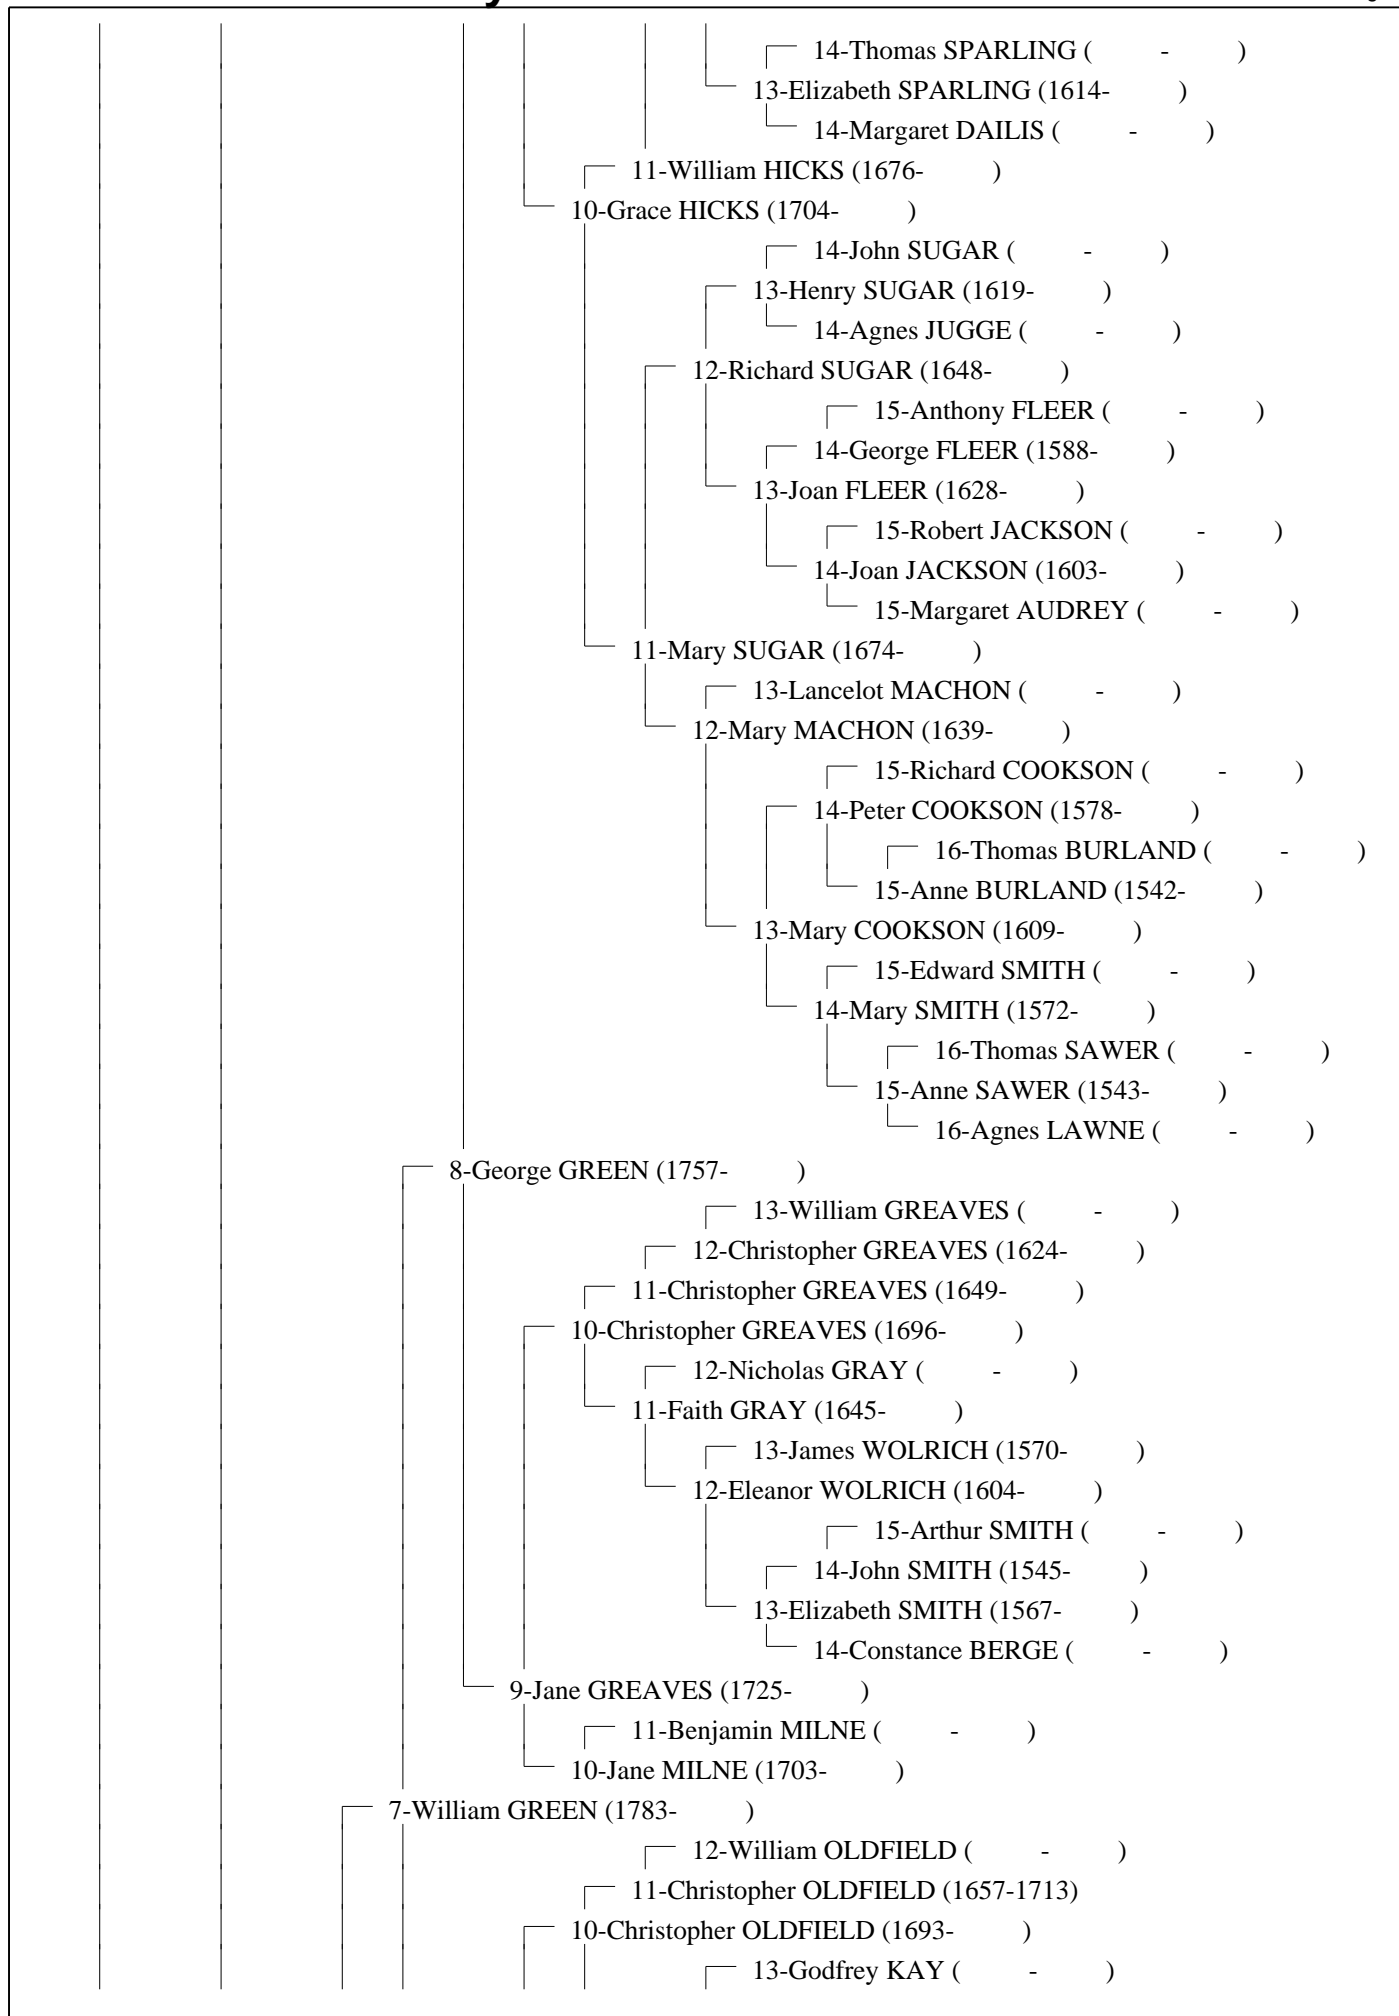 14-Thomas SPARLING ( - )
13-Elizabeth SPARLING (1614- )
14-Margaret DAILIS ( - )
11-William HICKS (1676- )
10-Grace HICKS (1704- )
14-John SUGAR ( - )
13-Henry SUGAR (1619- )
14-Agnes JUGGE ( - )
12-Richard SUGAR (1648- )
15-Anthony FLEER ( - )
14-George FLEER (1588- )
13-Joan FLEER (1628- )
15-Robert JACKSON ( - )
14-Joan JACKSON (1603- )
15-Margaret AUDREY ( - )
11-Mary SUGAR (1674- )
13-Lancelot MACHON ( - )
12-Mary MACHON (1639- )
15-Richard COOKSON ( - )
14-Peter COOKSON (1578- )
16-Thomas BURLAND ( - )
15-Anne BURLAND (1542- )
13-Mary COOKSON (1609- )
15-Edward SMITH ( - )
14-Mary SMITH (1572- )
16-Thomas SAWER ( - )
15-Anne SAWER (1543- )
16-Agnes LAWNE ( - )
8-George GREEN (1757- )
13-William GREAVES ( - )
12-Christopher GREAVES (1624- )
11-Christopher GREAVES (1649- )
10-Christopher GREAVES (1696- )
12-Nicholas GRAY ( - )
11-Faith GRAY (1645- )
13-James WOLRICH (1570- )
12-Eleanor WOLRICH (1604- )
15-Arthur SMITH ( - )
14-John SMITH (1545- )
13-Elizabeth SMITH (1567- )
14-Constance BERGE ( - )
9-Jane GREAVES (1725- )
11-Benjamin MILNE ( - )
10-Jane MILNE (1703- )
7-William GREEN (1783- )
12-William OLDFIELD ( - )
11-Christopher OLDFIELD (1657-1713)
10-Christopher OLDFIELD (1693- )
13-Godfrey KAY ( - )